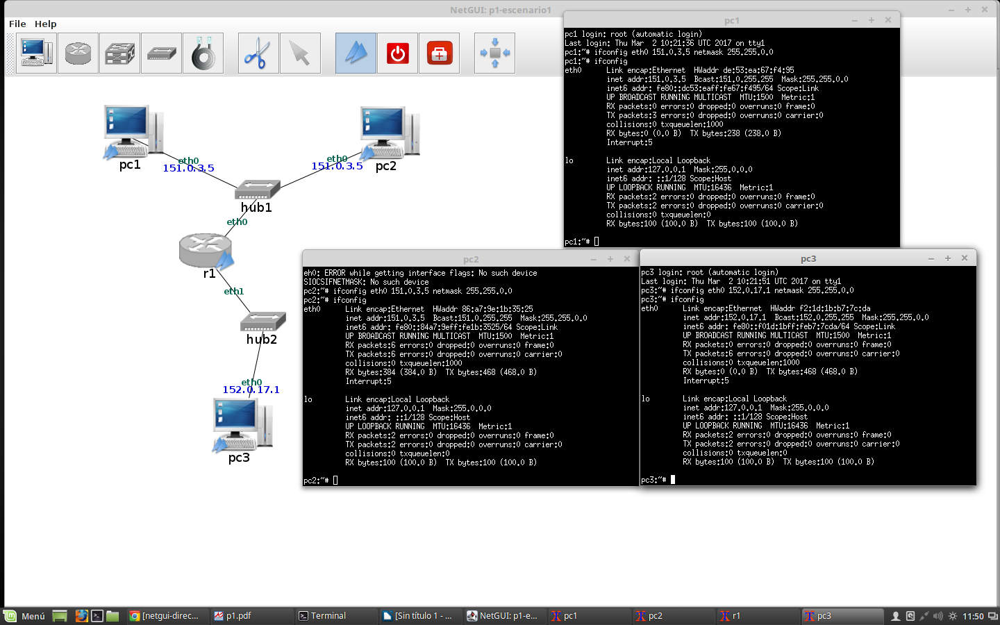 NetGUI: p1-escenario1
File Help
pc1
eth0
151.0.3.5
pc2
eth0
151.0.3.5
hub1
eth0
r1
eth1
hub2
eth0
152.0.17.1
pc3
pc1
pc1 login: root (automatic login)
Last login: Thu Mar  2 10:21:36 UTC 2017 on tty1
pc1:~# ifconfig eth0 151.0.3.5 netmask 255.255.0.0
pc1:~# ifconfig
eth0      Link encap:Ethernet  HWaddr de:53:ea:67:f4:95
          inet addr:151.0.3.5  Bcast:151.0.255.255  Mask:255.255.0.0
          inet6 addr: fe80::dc53:eaff:fe67:f495/64 Scope:Link
          UP BROADCAST RUNNING MULTICAST  MTU:1500  Metric:1
          RX packets:0 errors:0 dropped:0 overruns:0 frame:0
          TX packets:3 errors:0 dropped:0 overruns:0 carrier:0
          collisions:0 txqueuelen:1000
          RX bytes:0 (0.0 B)  TX bytes:238 (238.0 B)
          Interrupt:5
lo        Link encap:Local Loopback
          inet addr:127.0.0.1  Mask:255.0.0.0
          inet6 addr: ::1/128 Scope:Host
          UP LOOPBACK RUNNING  MTU:16436  Metric:1
          RX packets:2 errors:0 dropped:0 overruns:0 frame:0
          TX packets:2 errors:0 dropped:0 overruns:0 carrier:0
          collisions:0 txqueuelen:0
          RX bytes:100 (100.0 B)  TX bytes:100 (100.0 B)
pc1:~#
pc2
eh0: ERROR while getting interface flags: No such device
SIOCSIFNETMASK: No such device
pc2:~# ifconfig eth0 151.0.3.5 netmask 255.255.0.0
pc2:~# ifconfig
eth0      Link encap:Ethernet  HWaddr 86:a7:9e:1b:35:25
          inet addr:151.0.3.5  Bcast:151.0.255.255  Mask:255.255.0.0
          inet6 addr: fe80::84a7:9eff:fe1b:3525/64 Scope:Link
          UP BROADCAST RUNNING MULTICAST  MTU:1500  Metric:1
          RX packets:6 errors:0 dropped:0 overruns:0 frame:0
          TX packets:6 errors:0 dropped:0 overruns:0 carrier:0
          collisions:0 txqueuelen:1000
          RX bytes:384 (384.0 B)  TX bytes:468 (468.0 B)
          Interrupt:5
lo        Link encap:Local Loopback
          inet addr:127.0.0.1  Mask:255.0.0.0
          inet6 addr: ::1/128 Scope:Host
          UP LOOPBACK RUNNING  MTU:16436  Metric:1
          RX packets:2 errors:0 dropped:0 overruns:0 frame:0
          TX packets:2 errors:0 dropped:0 overruns:0 carrier:0
          collisions:0 txqueuelen:0
          RX bytes:100 (100.0 B)  TX bytes:100 (100.0 B)
pc2:~#
pc3
pc3 login: root (automatic login)
Last login: Thu Mar  2 10:21:51 UTC 2017 on tty1
pc3:~# ifconfig eth0 152.0.17.1 netmask 255.255.0.0
pc3:~# ifconfig
eth0      Link encap:Ethernet  HWaddr f2:1d:1b:b7:7c:da
          inet addr:152.0.17.1  Bcast:152.0.255.255  Mask:255.255.0.0
          inet6 addr: fe80::f01d:1bff:feb7:7cda/64 Scope:Link
          UP BROADCAST RUNNING MULTICAST  MTU:1500  Metric:1
          RX packets:0 errors:0 dropped:0 overruns:0 frame:0
          TX packets:6 errors:0 dropped:0 overruns:0 carrier:0
          collisions:0 txqueuelen:1000
          RX bytes:0 (0.0 B)  TX bytes:468 (468.0 B)
          Interrupt:5
lo        Link encap:Local Loopback
          inet addr:127.0.0.1  Mask:255.0.0.0
          inet6 addr: ::1/128 Scope:Host
          UP LOOPBACK RUNNING  MTU:16436  Metric:1
          RX packets:2 errors:0 dropped:0 overruns:0 frame:0
          TX packets:2 errors:0 dropped:0 overruns:0 carrier:0
          collisions:0 txqueuelen:0
          RX bytes:100 (100.0 B)  TX bytes:100 (100.0 B)
pc3:~#
Menú [netgui-direc... p1.pdf Terminal [Sin título 1 - ... NetGUI: p1-e... pc1 pc2 r1 pc3 11:50